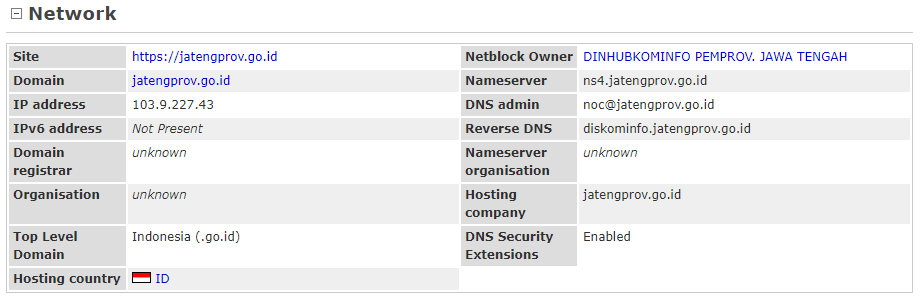 Network
Site https://jatengprov.go.id Netblock Owner DINHUBKOMINFO PEMPROV. JAWA TENGAH
Domain jatengprov.go.id Nameserver ns4.jatengprov.go.id
IP address 103.9.227.43 DNS admin noc@jatengprov.go.id
IPv6 address Not Present Reverse DNS diskominfo.jatengprov.go.id
Domain unknown Nameserver unknown
registrar organisation
Organisation unknown Hosting jatengprov.go.id
company
Top Level Indonesia (.go.id) DNS Security Enabled
Domain Extensions
Hosting country ID